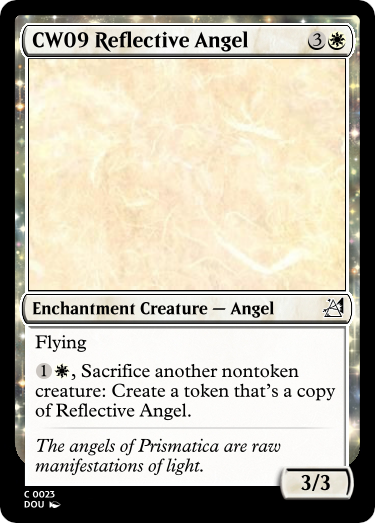 CW09 Reflective Angel 3
Enchantment Creature — Angel
Flying
1, Sacrifice another nontoken
creature: Create a token that's a copy
of Reflective Angel.
The angels of Prismatica are raw
manifestations of light.
3/3
C 0023
DOU